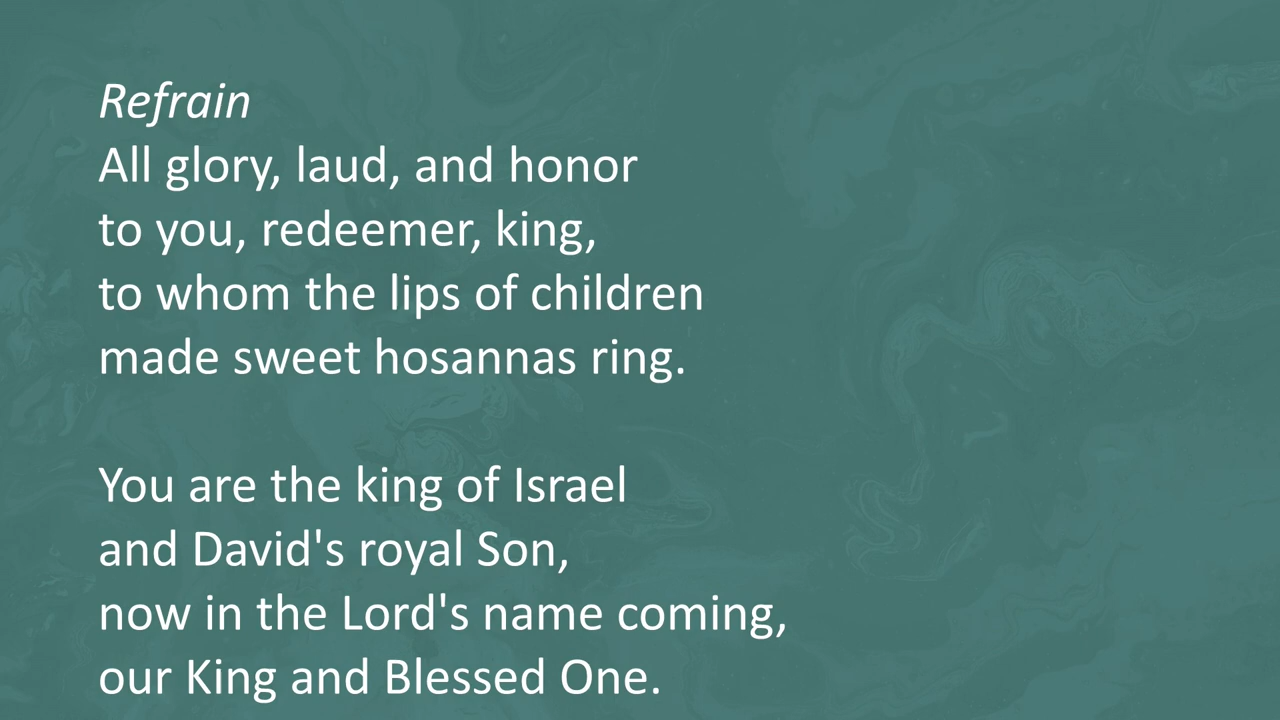 Refrain
All glory, laud, and honor
to you, redeemer, king,
to whom the lips of children
made sweet hosannas ring.
You are the king of Israel
and David's royal Son,
now in the Lord's name coming,
our King and Blessed One.